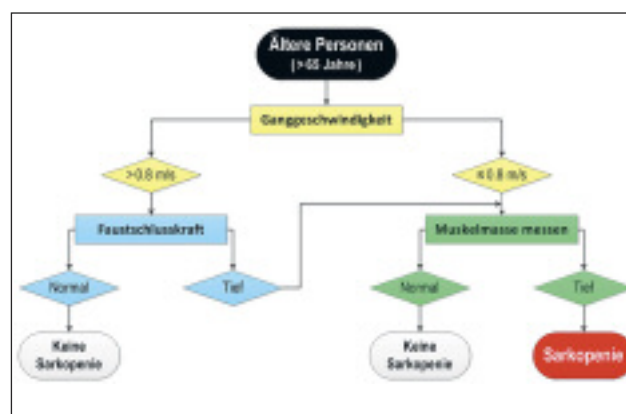 Ältere Personen
(>65 Jahre)
Ganggeschwindigkeit
>0.8 m/s
≤0.8 m/s
Faustschlusskraft
Muskelmasse messen
Normal
Tief
Normal
Tief
Keine
Sarkopenie
Keine
Sarkopenie
Sarkopenie